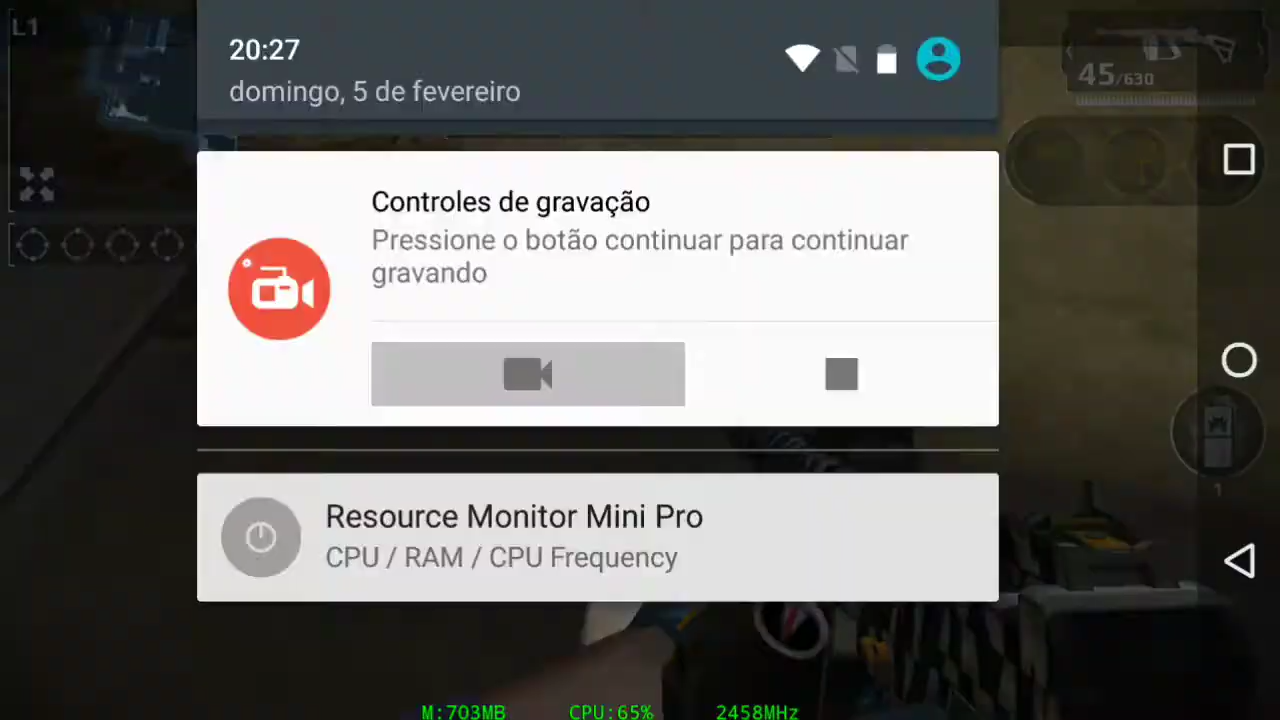 L1
20:27
domingo, 5 de fevereiro
45/630
Controles de gravação
Pressione o botão continuar para continuar
gravando
1
Resource Monitor Mini Pro
CPU / RAM / CPU Frequency
M:703MB CPU:65% 2458MHz